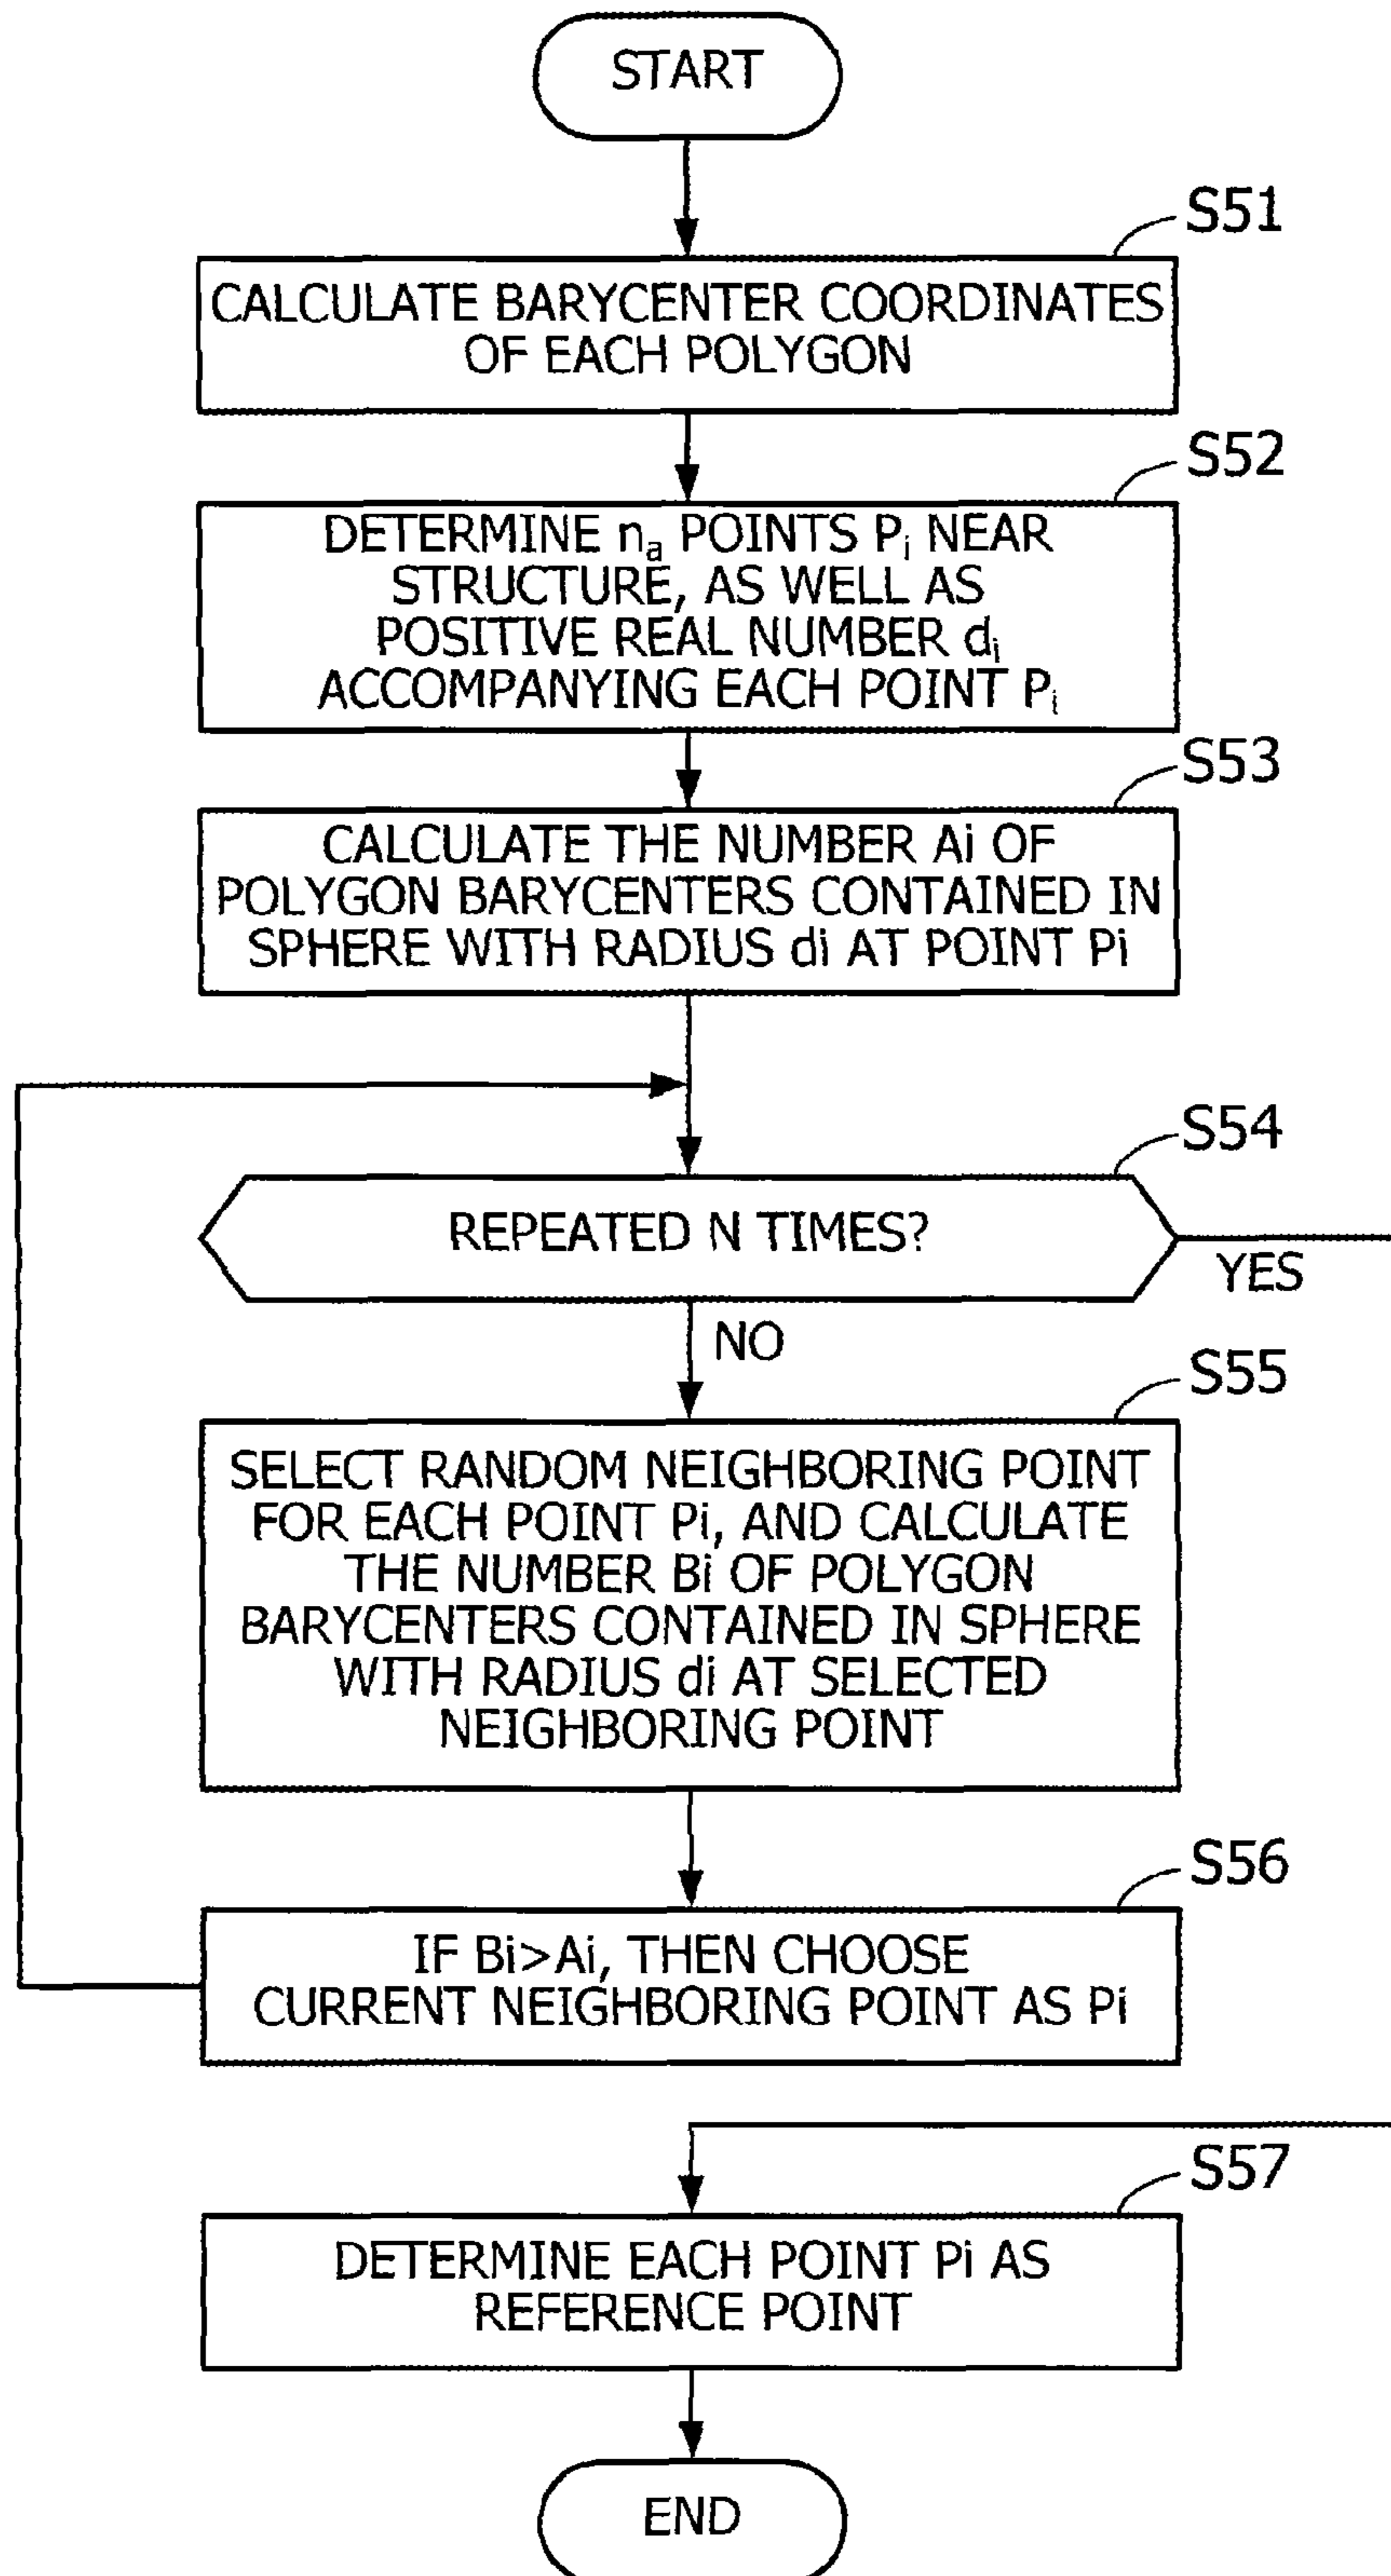 START
S51
CALCULATE BARYCENTER COORDINATES
OF EACH POLYGON
S52
DETERMINE nₐ POINTS Pᵢ NEAR
STRUCTURE, AS WELL AS
POSITIVE REAL NUMBER dᵢ
ACCOMPANYING EACH POINT Pᵢ
S53
CALCULATE THE NUMBER Ai OF
POLYGON BARYCENTERS CONTAINED IN
SPHERE WITH RADIUS di AT POINT Pi
S54
REPEATED N TIMES?
YES
NO
S55
SELECT RANDOM NEIGHBORING POINT
FOR EACH POINT Pi, AND CALCULATE
THE NUMBER Bi OF POLYGON
BARYCENTERS CONTAINED IN SPHERE
WITH RADIUS di AT SELECTED
NEIGHBORING POINT
S56
IF Bi>Ai, THEN CHOOSE
CURRENT NEIGHBORING POINT AS Pi
S57
DETERMINE EACH POINT Pi AS
REFERENCE POINT
END